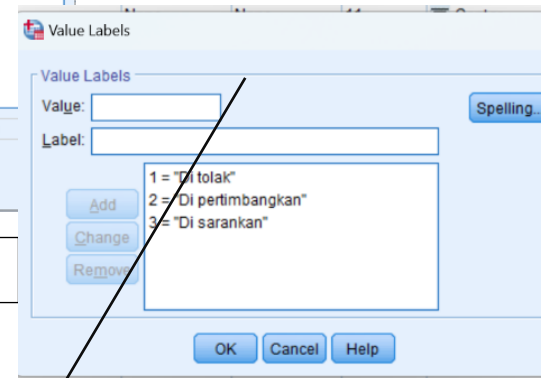 Value Labels
Value Labels
Value:
Spelling..
Label:
1 = "Di tolak"
2 = "Di pertimbangkan"
3 = "Di sarankan"
Add
Change
Remove
OK
Cancel
Help